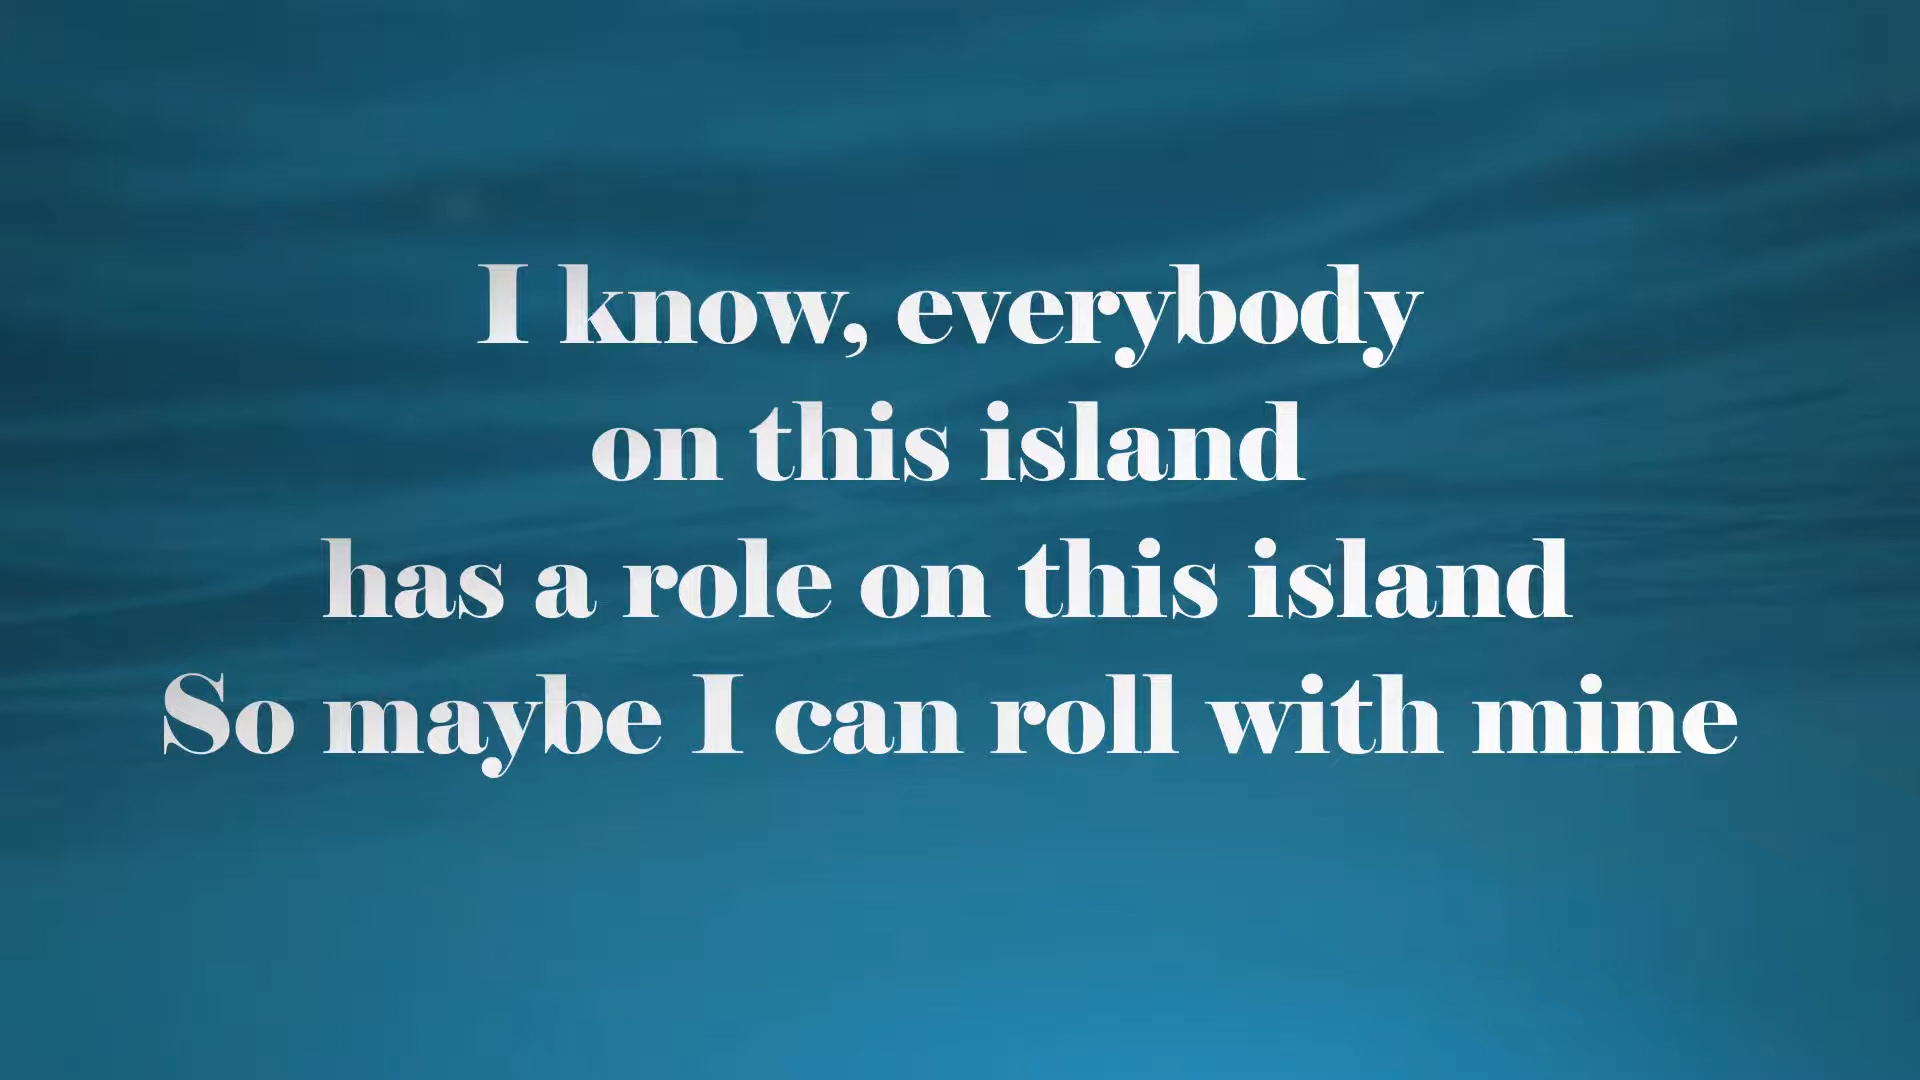 I know, everybody
on this island
has a role on this island
So maybe I can roll with mine